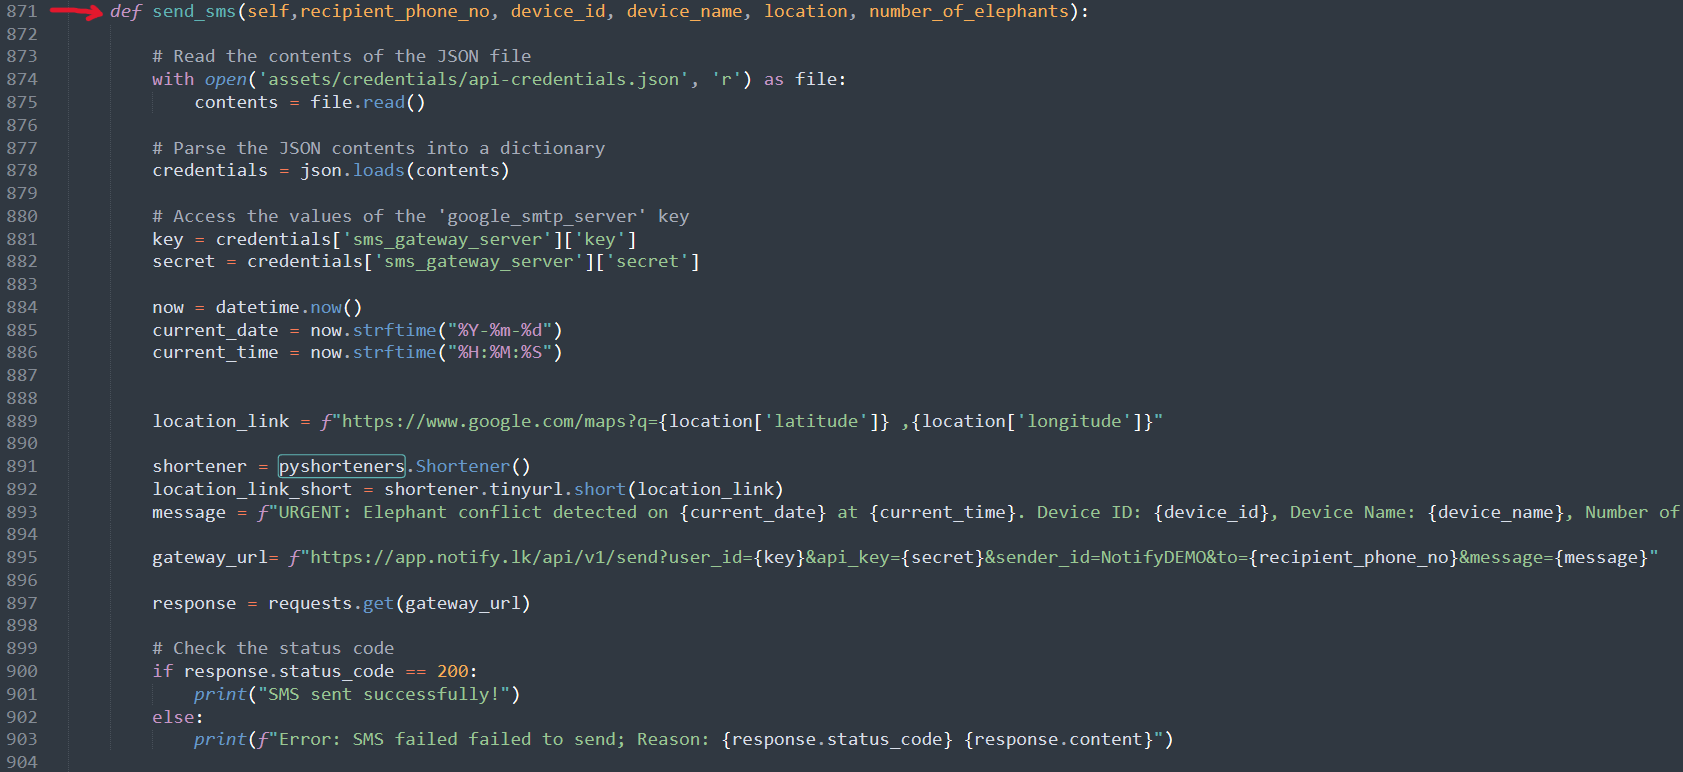 871 def send_sms(self,recipient_phone_no, device_id, device_name, location, number_of_elephants):
872
873 # Read the contents of the JSON file
874 with open('assets/credentials/api-credentials.json', 'r') as file:
875 contents = file.read()
876
877 # Parse the JSON contents into a dictionary
878 credentials = json.loads(contents)
879
880 # Access the values of the 'google_smtp_server' key
881 key = credentials['sms_gateway_server']['key']
882 secret = credentials['sms_gateway_server']['secret']
883
884 now = datetime.now()
885 current_date = now.strftime("%Y-%m-%d")
886 current_time = now.strftime("%H:%M:%S")
887
888
889 location_link = f"https://www.google.com/maps?q={location['latitude']} ,{location['longitude']}"
890
891 shortener = pyshorteners.Shortener()
892 location_link_short = shortener.tinyurl.short(location_link)
893 message = f"URGENT: Elephant conflict detected on {current_date} at {current_time}. Device ID: {device_id}, Device Name: {device_name}, Number of
894
895 gateway_url= f"https://app.notify.lk/api/v1/send?user_id={key}&api_key={secret}&sender_id=NotifyDEMO&to={recipient_phone_no}&message={message}"
896
897 response = requests.get(gateway_url)
898
899 # Check the status code
900 if response.status_code == 200:
901 print("SMS sent successfully!")
902 else:
903 print(f"Error: SMS failed failed to send; Reason: {response.status_code} {response.content}")
904